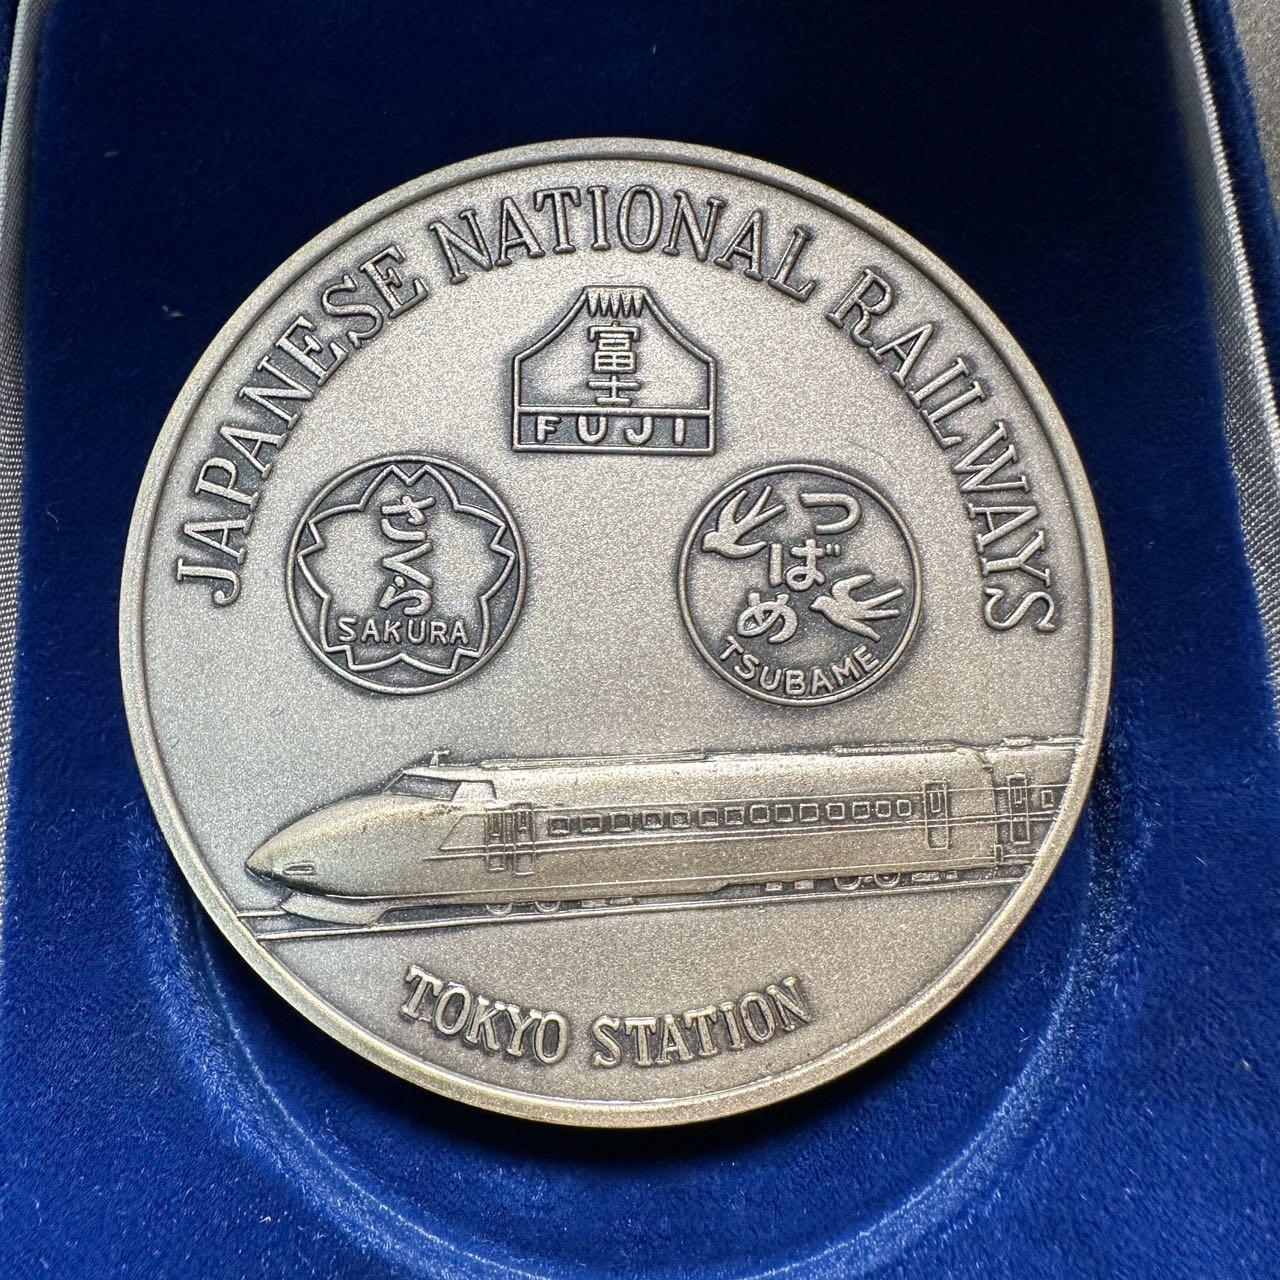 JAPANESE NATIONAL RAILWAYS
富士
FUJI
さくら
SAKURA
つばめ
TSUBAME
TOKYO STATION